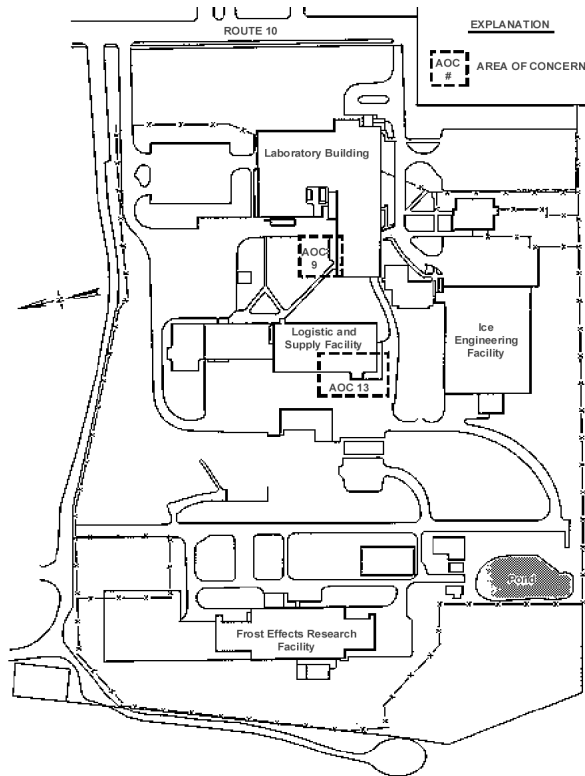 EXPLANATION
ROUTE 10
AOC
#
AREA OF CONCERN
Laboratory Building
AOC
9
Logistic and
Supply Facility
Ice
Engineering
Facility
AOC 13
Pond
Frost Effects Research
Facility